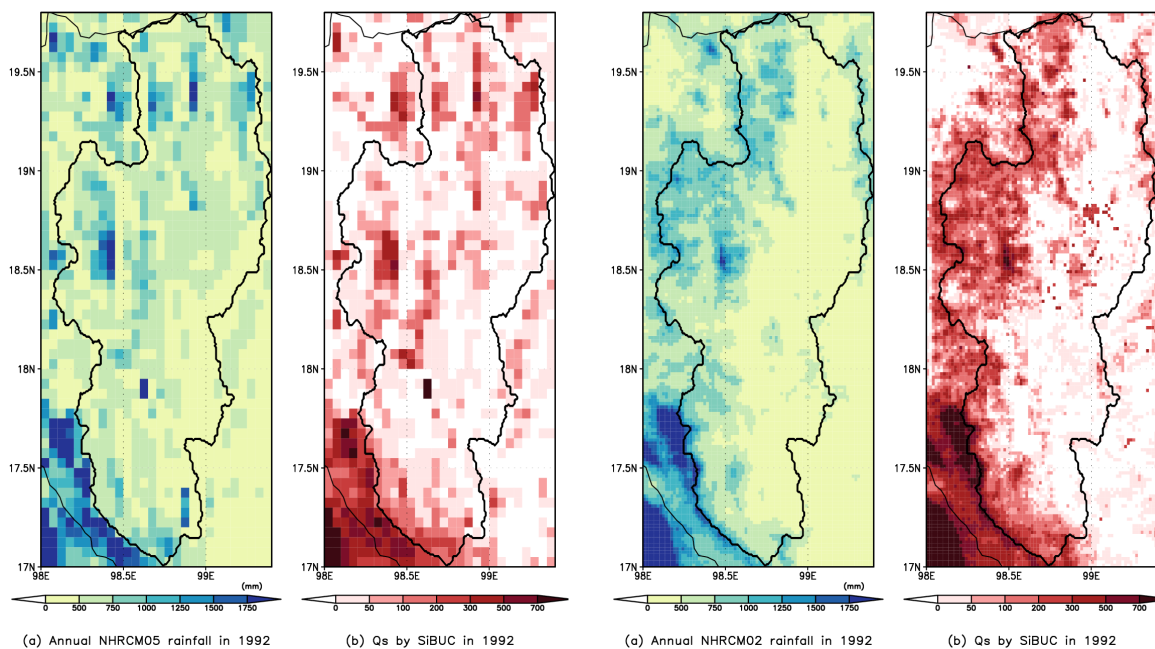 19.5N
19N
18.5N
18N
17.5N
17N
98E 98.5E 99E
(mm)
0 500 750 1000 1250 1500 1750
(a) Annual NHRCM05 rainfall in 1992
19.5N
19N
18.5N
18N
17.5N
17N
98E 98.5E 99E
0 50 100 200 300 500 700
(b) Qs by SiBUC in 1992
19.5N
19N
18.5N
18N
17.5N
17N
98E 98.5E 99E
(mm)
0 500 750 1000 1250 1500 1750
(a) Annual NHRCM02 rainfall in 1992
19.5N
19N
18.5N
18N
17.5N
17N
98E 98.5E 99E
0 50 100 200 300 500 700
(b) Qs by SiBUC in 1992